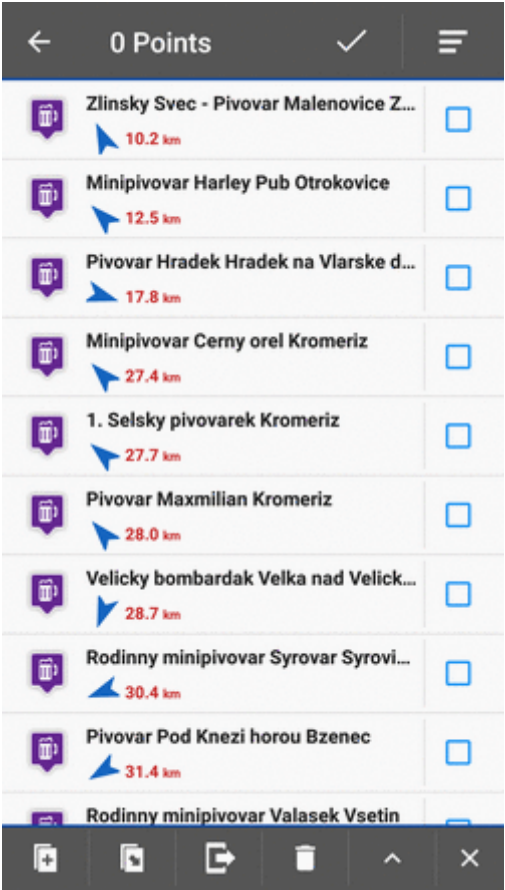 0 Points
Zlinsky Svec - Pivovar Malenovice Z...
10.2 km
Minipivovar Harley Pub Otrokovice
12.5 km
Pivovar Hradek Hradek na Vlarske d...
17.8 km
Minipivovar Cerny orel Kromeriz
27.4 km
1. Selsky pivovarek Kromeriz
27.7 km
Pivovar Maxmilian Kromeriz
28.0 km
Velicky bombardak Velka nad Velick...
28.7 km
Rodinny minipivovar Syrovar Syrovi...
30.4 km
Pivovar Pod Knezi horou Bzenec
31.4 km
Rodinny minipivovar Valasek Vsetin